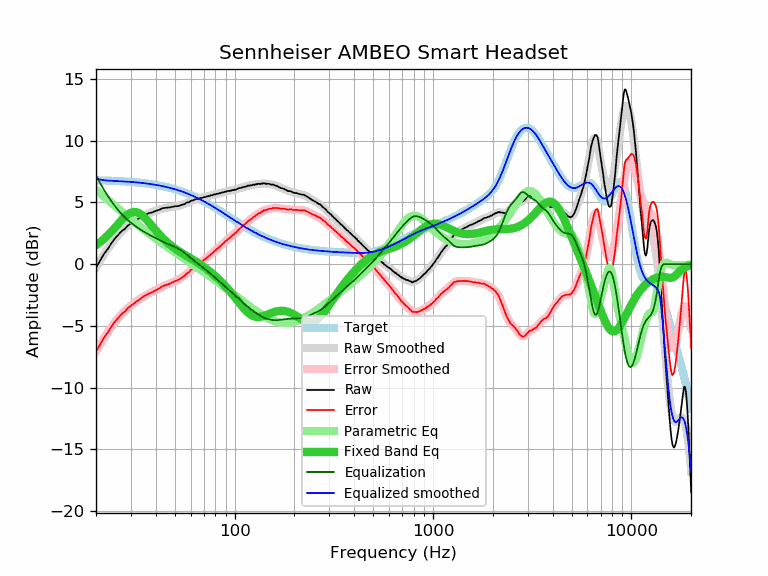 Sennheiser AMBEO Smart Headset
15
10
5
0
−5
−10
−15
−20
Amplitude (dBr)
Target
Raw Smoothed
Error Smoothed
Raw
Error
Parametric Eq
Fixed Band Eq
Equalization
Equalized smoothed
100 1000 10000
Frequency (Hz)